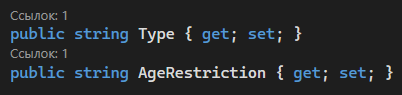 Ссылок: 1
public string Type { get; set; }
Ссылок: 1
public string AgeRestriction { get; set; }